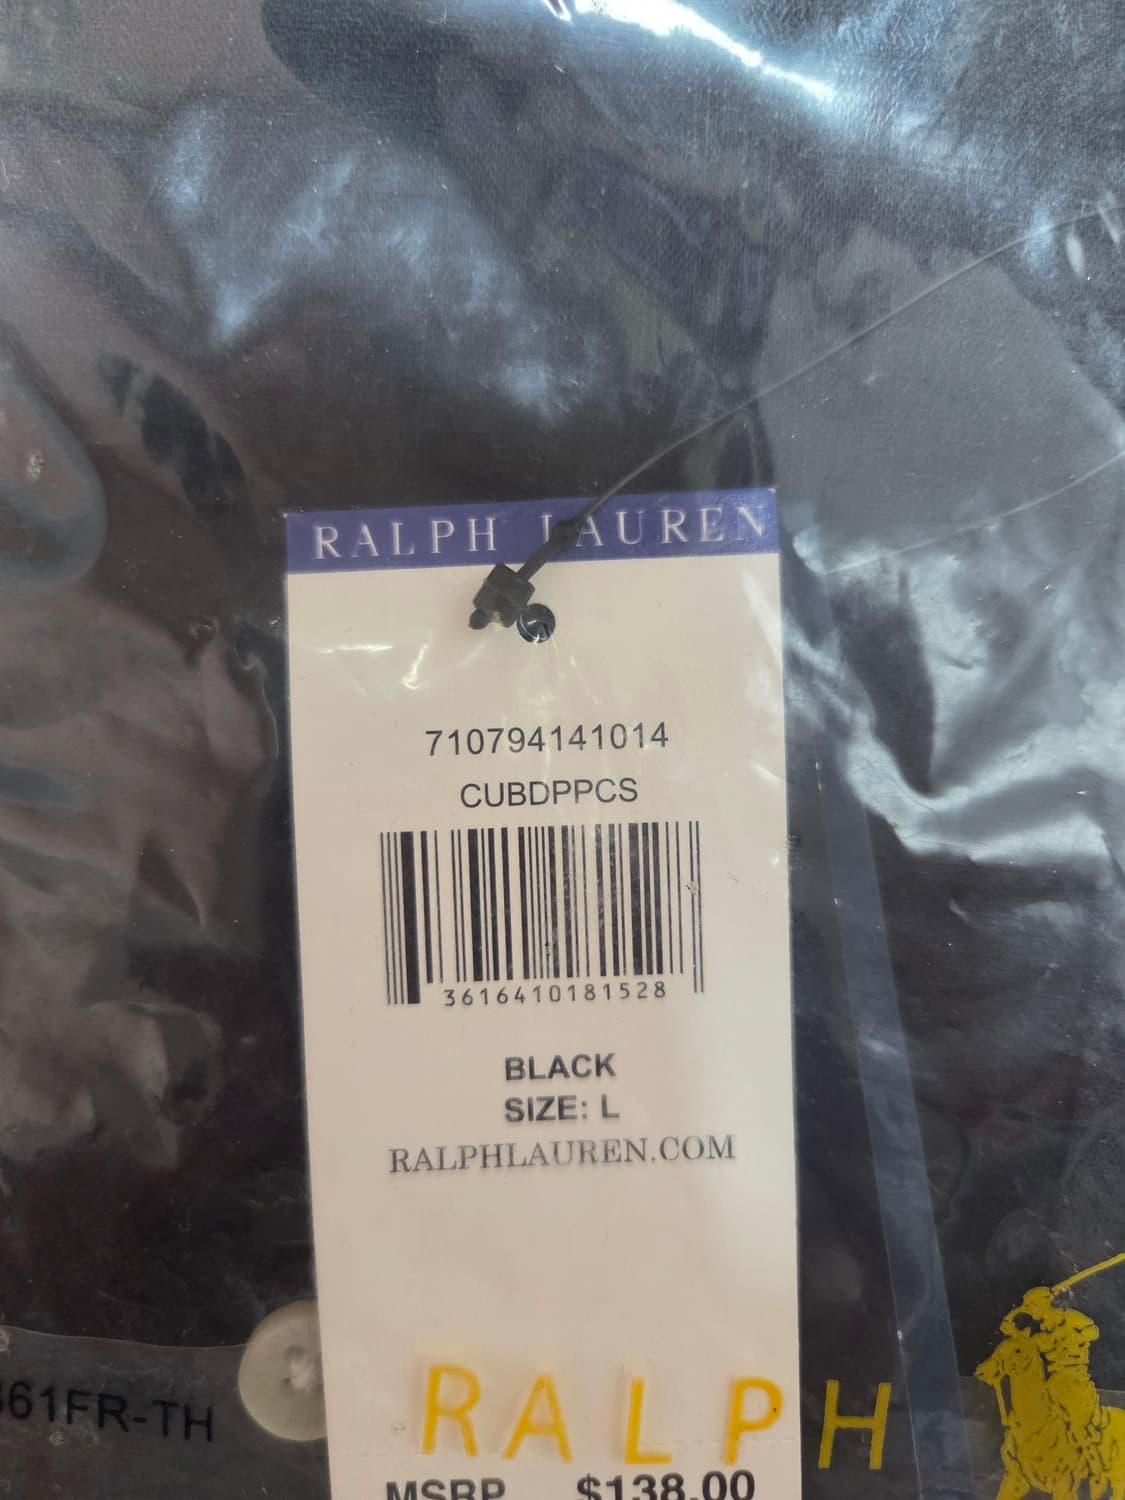 RALPH LAUREN
710794141014
CUBDPPCS
3616410181528
BLACK
SIZE: L
RALPHLAUREN.COM
RALPH
61FR-TH
MSRP $138.00